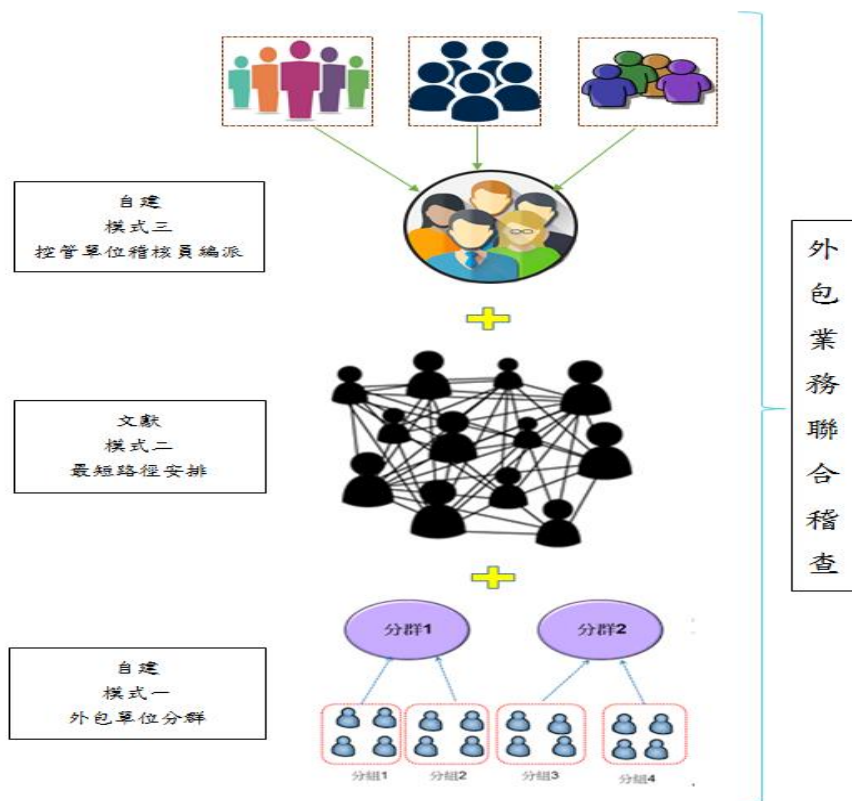 自建
模式三
控管單位稽核員編派
外
包
業
務
聯
合
稽
查
文獻
模式二
最短路徑安排
分群1
分群2
自建
模式一
外包單位分群
分組1
分組2
分組3
分組4